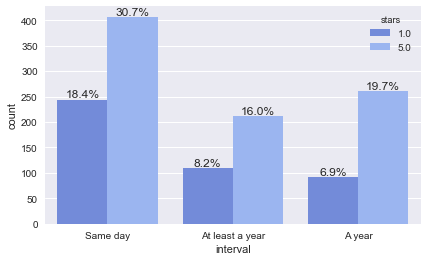 30.7%
18.4%
8.2%
16.0%
6.9%
19.7%
stars
1.0
5.0
count
400
350
300
250
200
150
100
50
0
Same day
At least a year
A year
interval